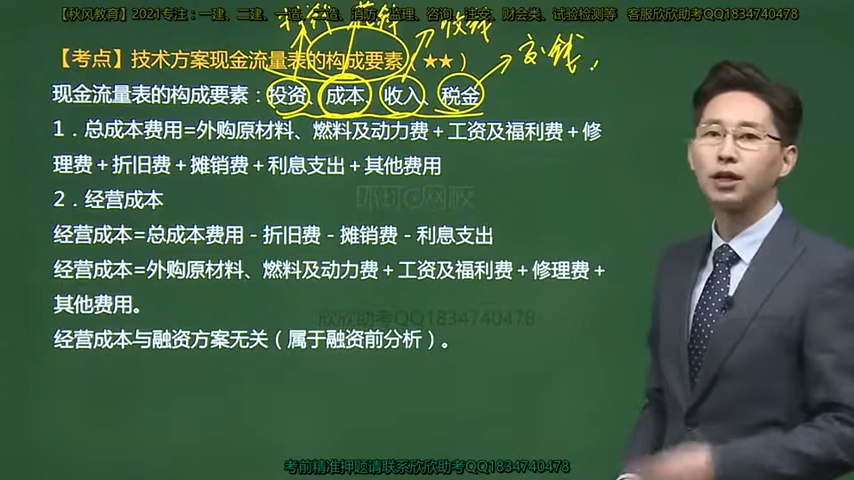 【秋风教育】2021专注：一建、二建、一造、二造、消防、监理、咨询、注安、财会类、试验检测等 客服欣欣助考QQ1834740478
收钱
交钱
【考点】技术方案现金流量表的构成要素（★★）
现金流量表的构成要素：投资、成本、收入、税金
1．总成本费用=外购原材料、燃料及动力费＋工资及福利费＋修
理费＋折旧费＋摊销费＋利息支出＋其他费用
2．经营成本
环球网校
经营成本=总成本费用－折旧费－摊销费－利息支出
经营成本=外购原材料、燃料及动力费＋工资及福利费＋修理费＋
其他费用。
欣欣助考QQ1834740478
经营成本与融资方案无关（属于融资前分析）。
考前精准押题请联系欣欣助考QQ1834740478